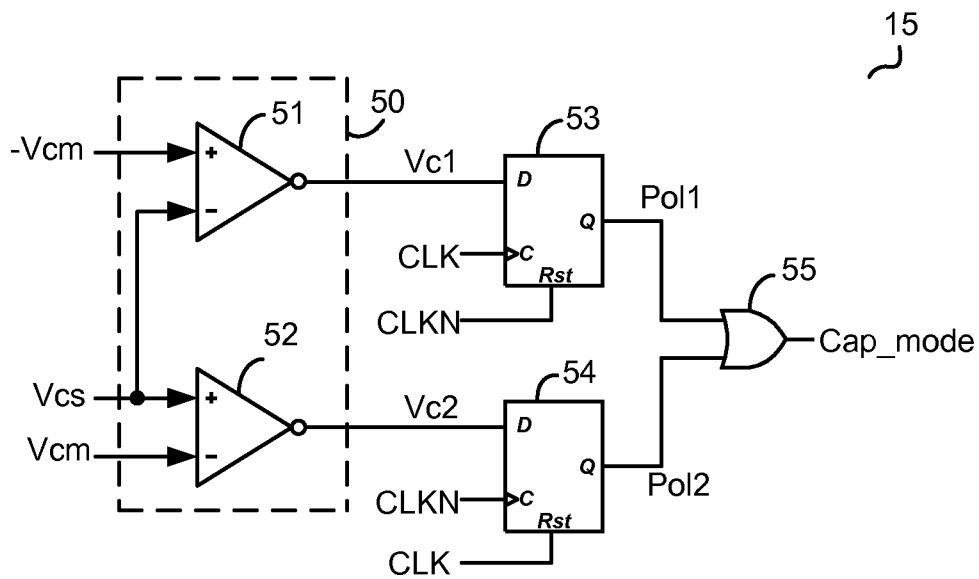 15
51
50
-Vcm
+
-
Vc1
53
D
Q
CLK
C
Rst
CLKN
Pol1
55
Cap_mode
52
Vcs
+
Vcm
-
Vc2
54
D
Q
CLKN
C
Rst
CLK
Pol2